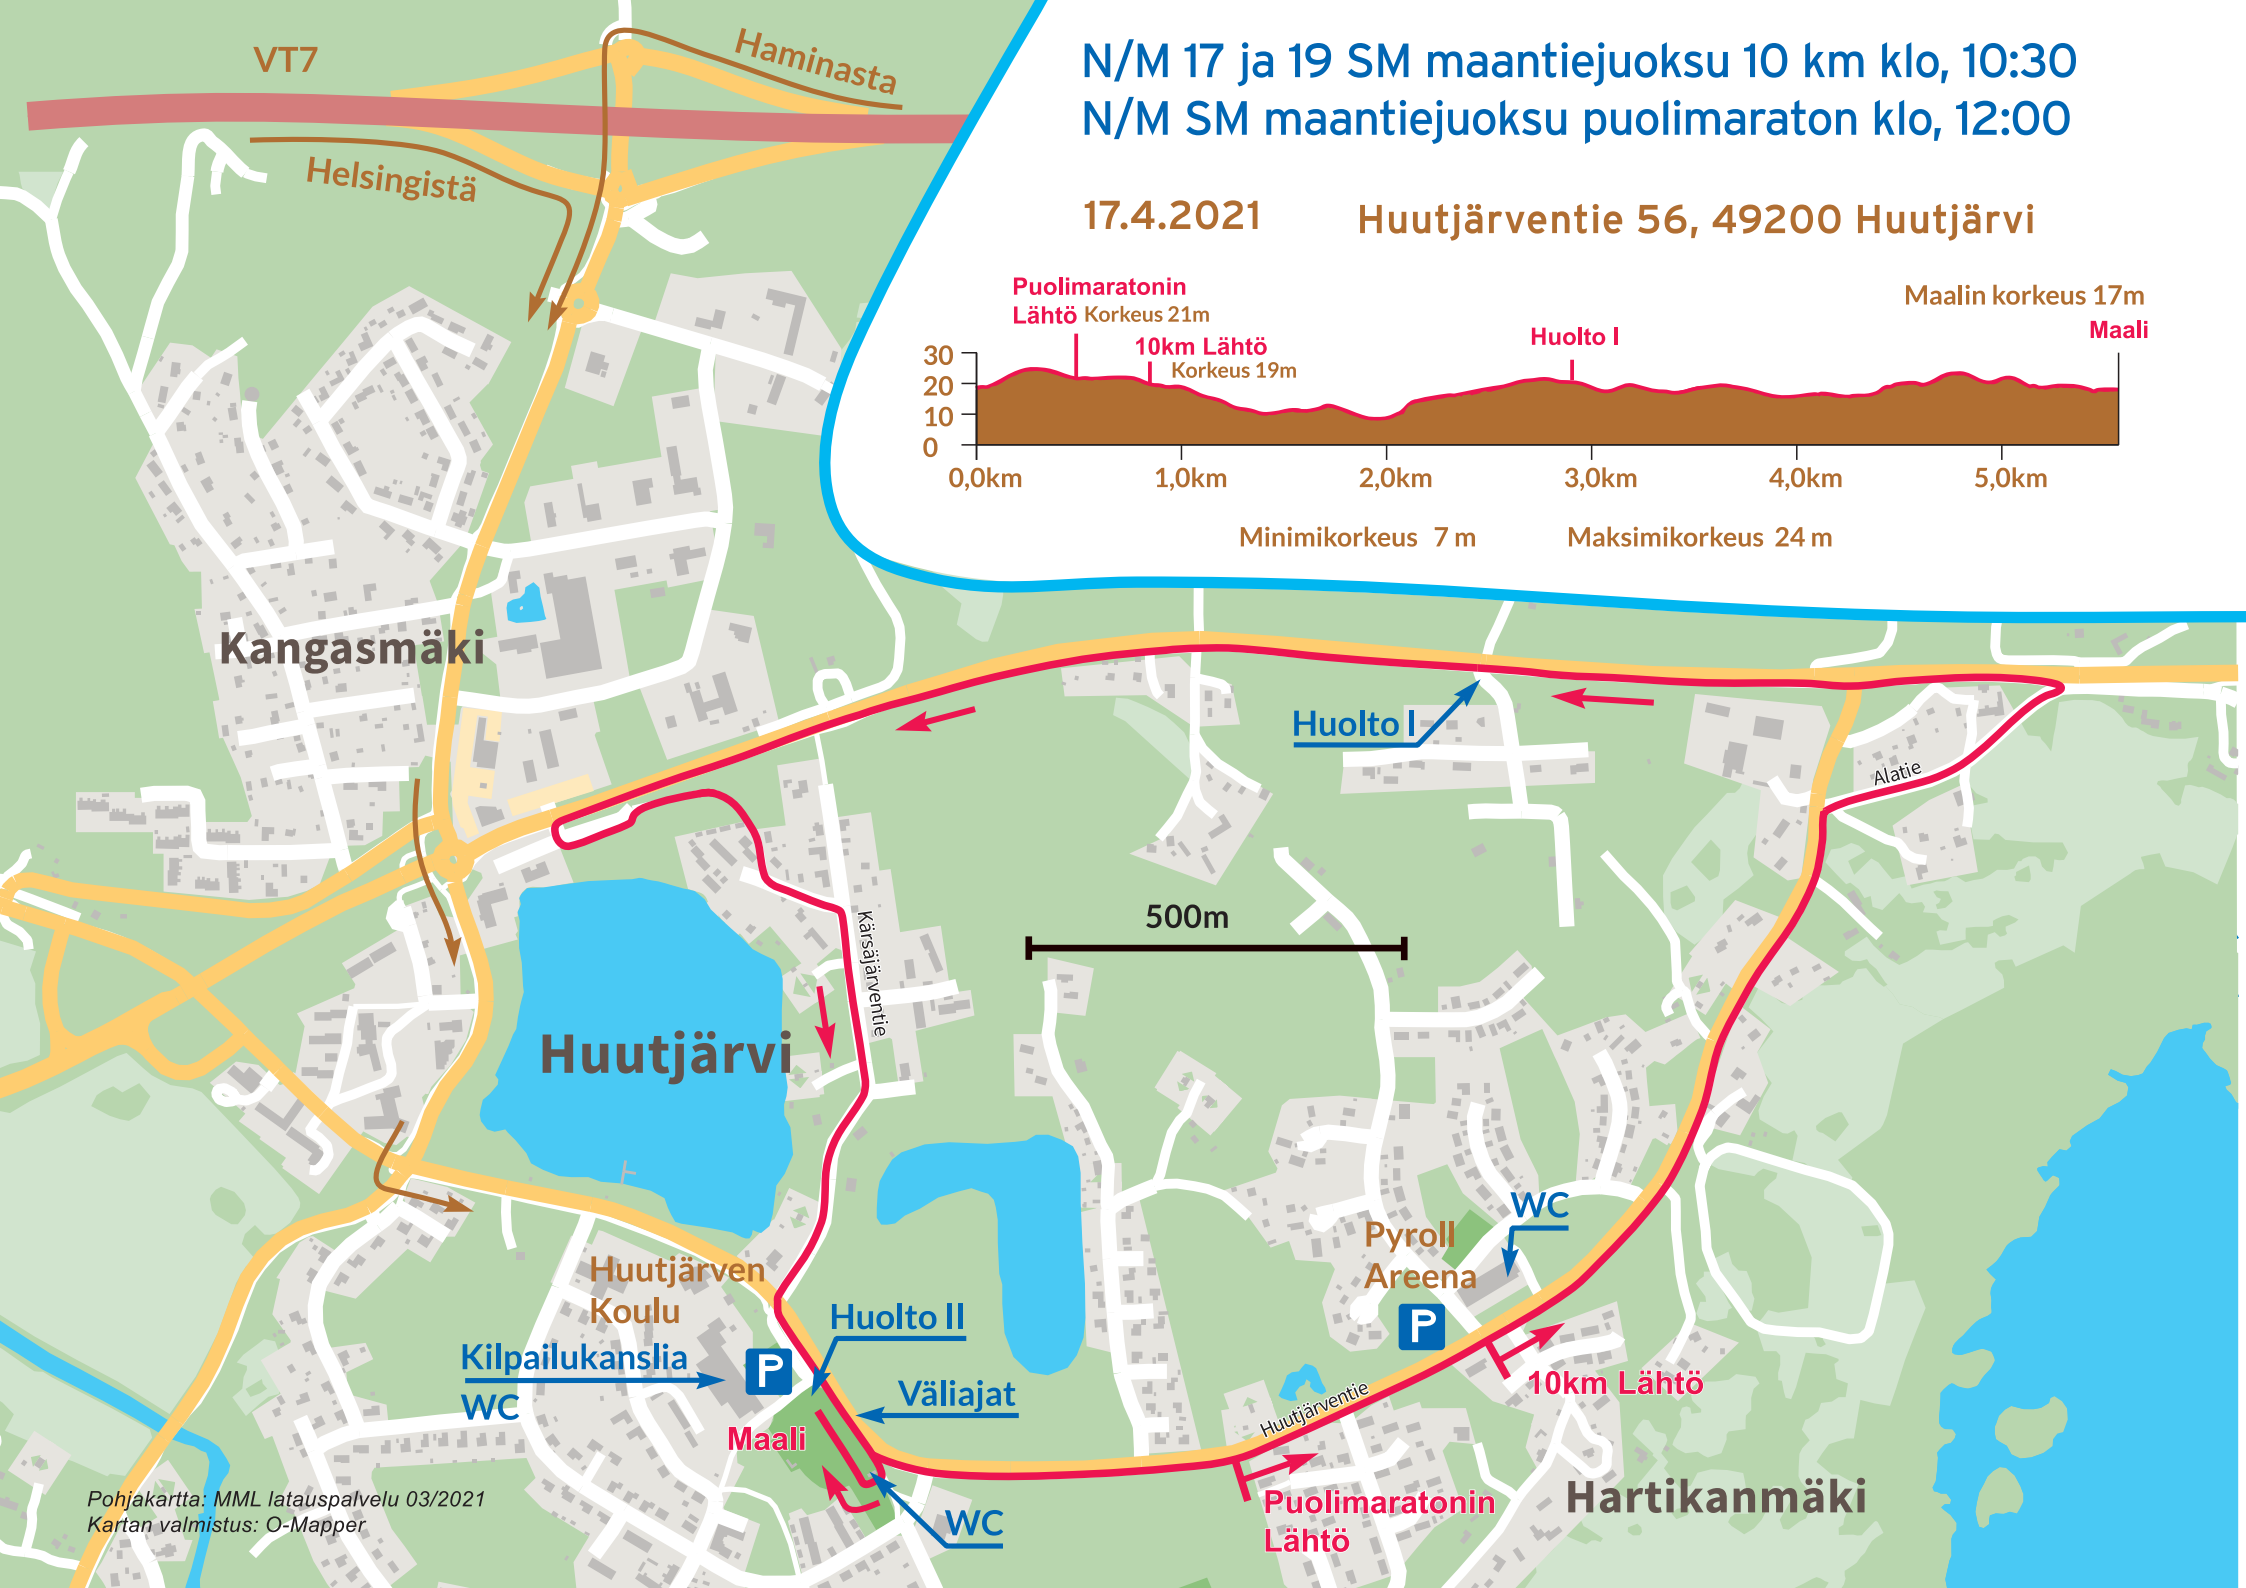 N/M 17 ja 19 SM maantiejuoksu 10 km klo, 10:30
N/M SM maantiejuoksu puolimaraton klo, 12:00
17.4.2021
Huutjärventie 56, 49200 Huutjärvi
VT7
Haminasta
Helsingistä
Puolimaratonin
Lähtö Korkeus 21m
10km Lähtö
Korkeus 19m
Huolto I
Maalin korkeus 17m
Maali
30
20
10
0
0,0km
1,0km
2,0km
3,0km
4,0km
5,0km
Minimikorkeus 7 m
Maksimikorkeus 24 m
Kangasmäki
Huolto I
Alatie
500m
Kärsäjärventie
Huutjärvi
WC
Pyroll
Areena
P
Huutjärven
Koulu
Huolto II
Kilpailukanslia
WC
P
Väliajat
Maali
Huutjärventie
10km Lähtö
Puolimaratonin
Lähtö
WC
Hartikanmäki
Pohjakartta: MML latauspalvelu 03/2021
Kartan valmistus: O-Mapper